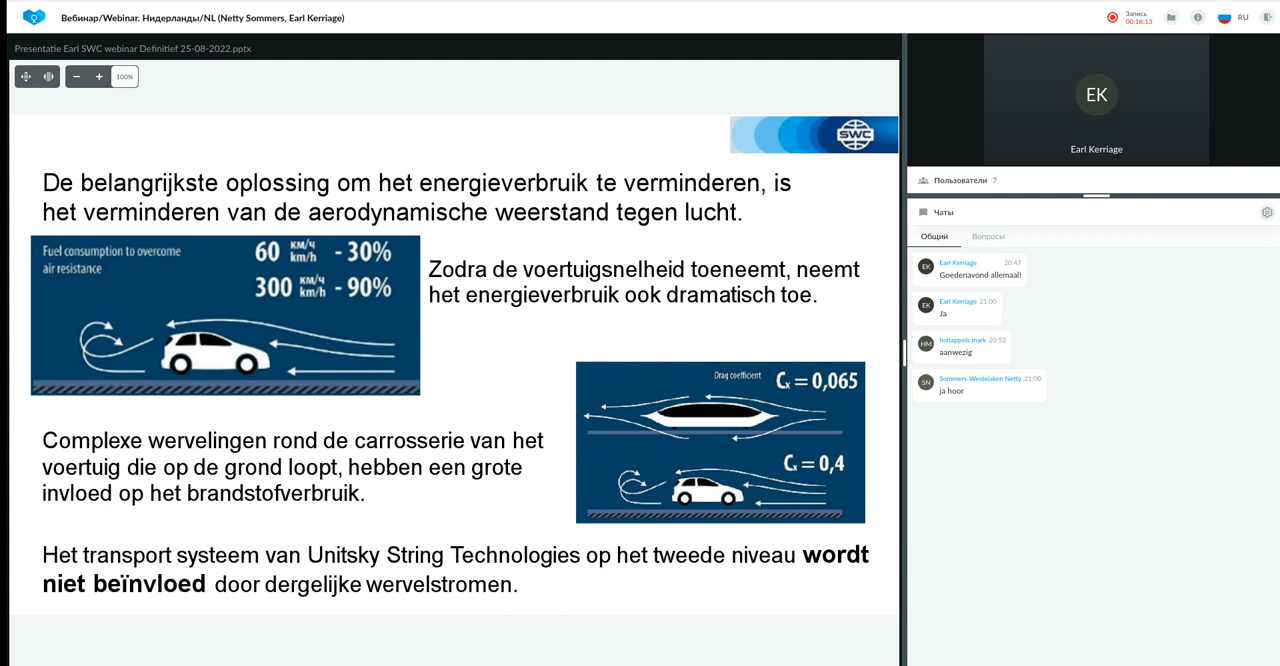 Вебинар/Webinar. Нидерланды/NL (Netty Sommers, Earl Kerriage)
Запись
00:18:13
RU
Presentatie Earl SWC webinar Definitief 25-08-2022.pptx
100%
SWC
De belangrijkste oplossing om het energieverbruik te verminderen, is
het verminderen van de aerodynamische weerstand tegen lucht.
Fuel consumption to overcome
air resistance
60 км/ч km/h - 30%
300 км/ч km/h - 90%
Zodra de voertuigsnelheid toeneemt, neemt
het energieverbruik ook dramatisch toe.
Drag coefficient Cx = 0,065
Cx = 0,4
Complexe wervelingen rond de carrosserie van het
voertuig die op de grond loopt, hebben een grote
invloed op het brandstofverbruik.
Het transport systeem van Unitsky String Technologies op het tweede niveau wordt
niet beïnvloed door dergelijke wervelstromen.
EK
Earl Kerriage
Пользователи 7
Чаты
Общий Вопросы
EK
Earl Kerriage 20:47
Goedenavond allemaal!
EK
Earl Kerriage 21:00
Ja
HM
holtappels mark 20:52
aanwezig
SN
Sommers-Westelaken Netty 21:00
ja hoor